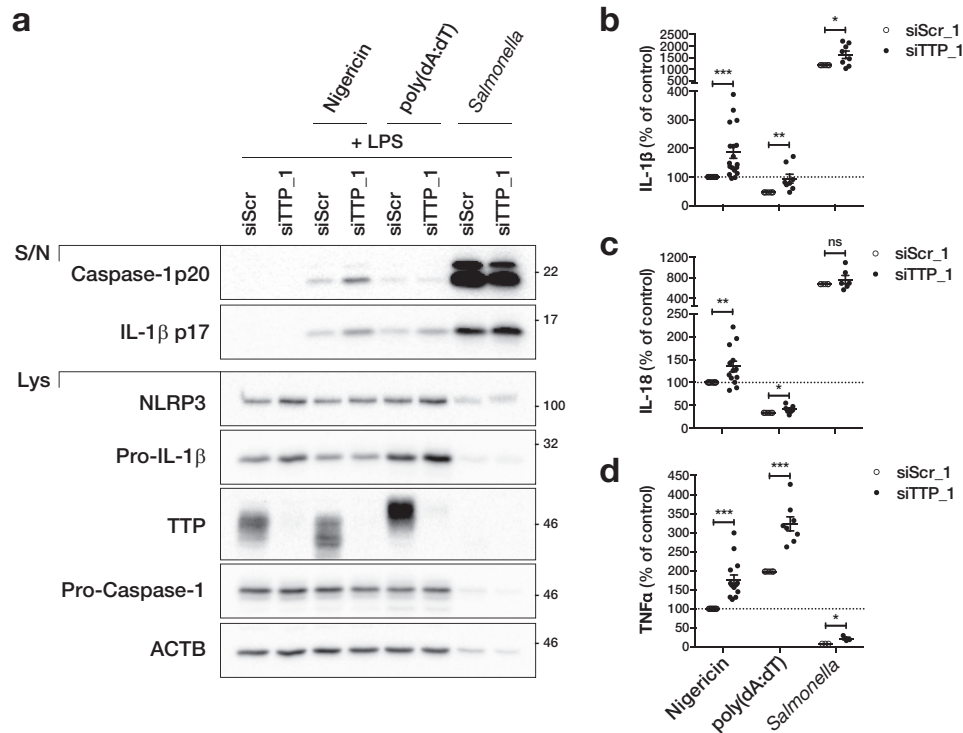 a
Nigericin
poly(dA:dT)
Salmonella
+ LPS
siScr
siTTP_1
siScr
siTTP_1
siScr
siTTP_1
siScr
siTTP_1
S/N
Caspase-1p20
22
IL-1β p17
17
Lys
NLRP3
100
Pro-IL-1β
32
TTP
46
Pro-Caspase-1
46
ACTB
46
b
IL-1β (% of control)
2500
2000
1500
1000
500
400
300
200
100
0
***
**
*
siScr_1
siTTP_1
c
IL-18 (% of control)
1200
800
400
250
200
150
100
50
0
**
*
ns
siScr_1
siTTP_1
d
TNFα (% of control)
450
400
350
300
250
200
150
100
50
0
***
***
*
siScr_1
siTTP_1
Nigericin
poly(dA:dT)
Salmonella